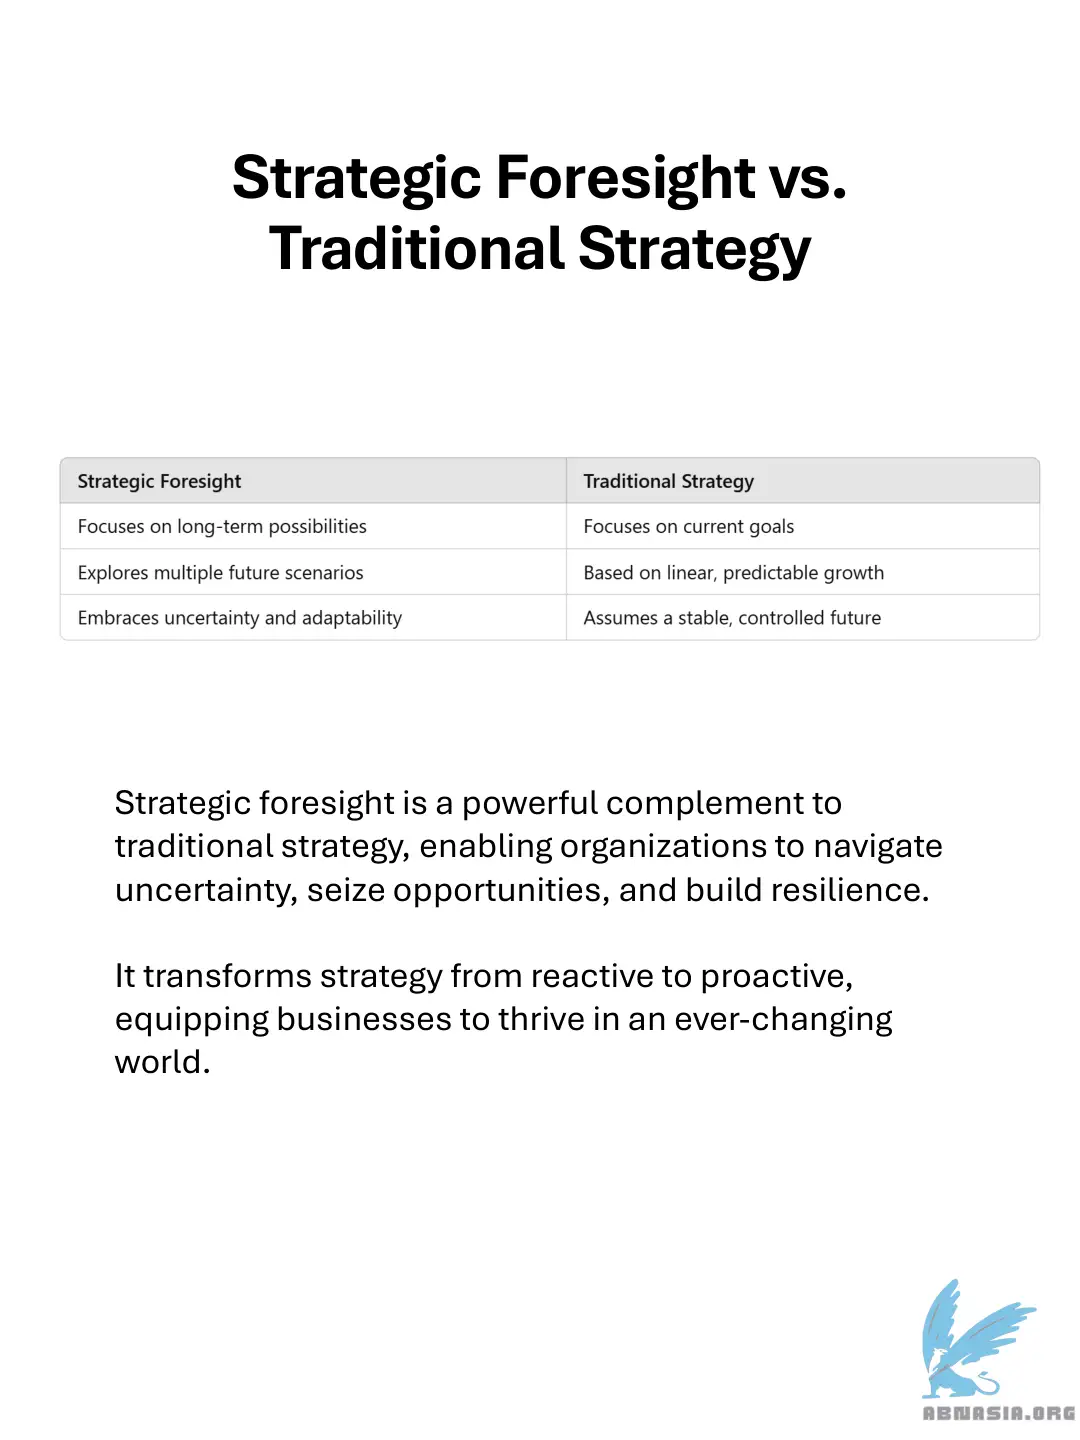 Strategic Foresight vs.
Traditional Strategy
Strategic Foresight Traditional Strategy
Focuses on long-term possibilities Focuses on current goals
Explores multiple future scenarios Based on linear, predictable growth
Embraces uncertainty and adaptability Assumes a stable, controlled future
Strategic foresight is a powerful complement to
traditional strategy, enabling organizations to navigate
uncertainty, seize opportunities, and build resilience.
It transforms strategy from reactive to proactive,
equipping businesses to thrive in an ever-changing
world.
ABNASIA.ORG